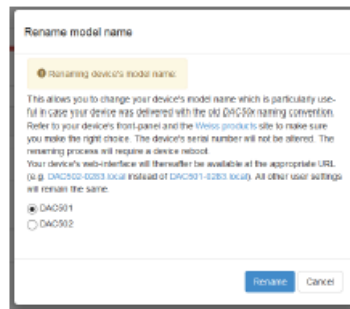 Rename model name
Renaming device's model name.
This allows you to change your device's model name which is particularly use-
ful in case your device was delivered with the old DAC50x naming convention.
Refer to your device's front-panel and the Weiss products site to make sure
you make the right choice. The device's serial number will not be altered. The
renaming process will require a device reboot.
Your device's web-interface will thereafter be available at the appropriate URL
(e.g. DAC502-0283.local instead of DAC501-0283.local). All other user settings
will remain the same.
DAC501
DAC502
Rename Cancel